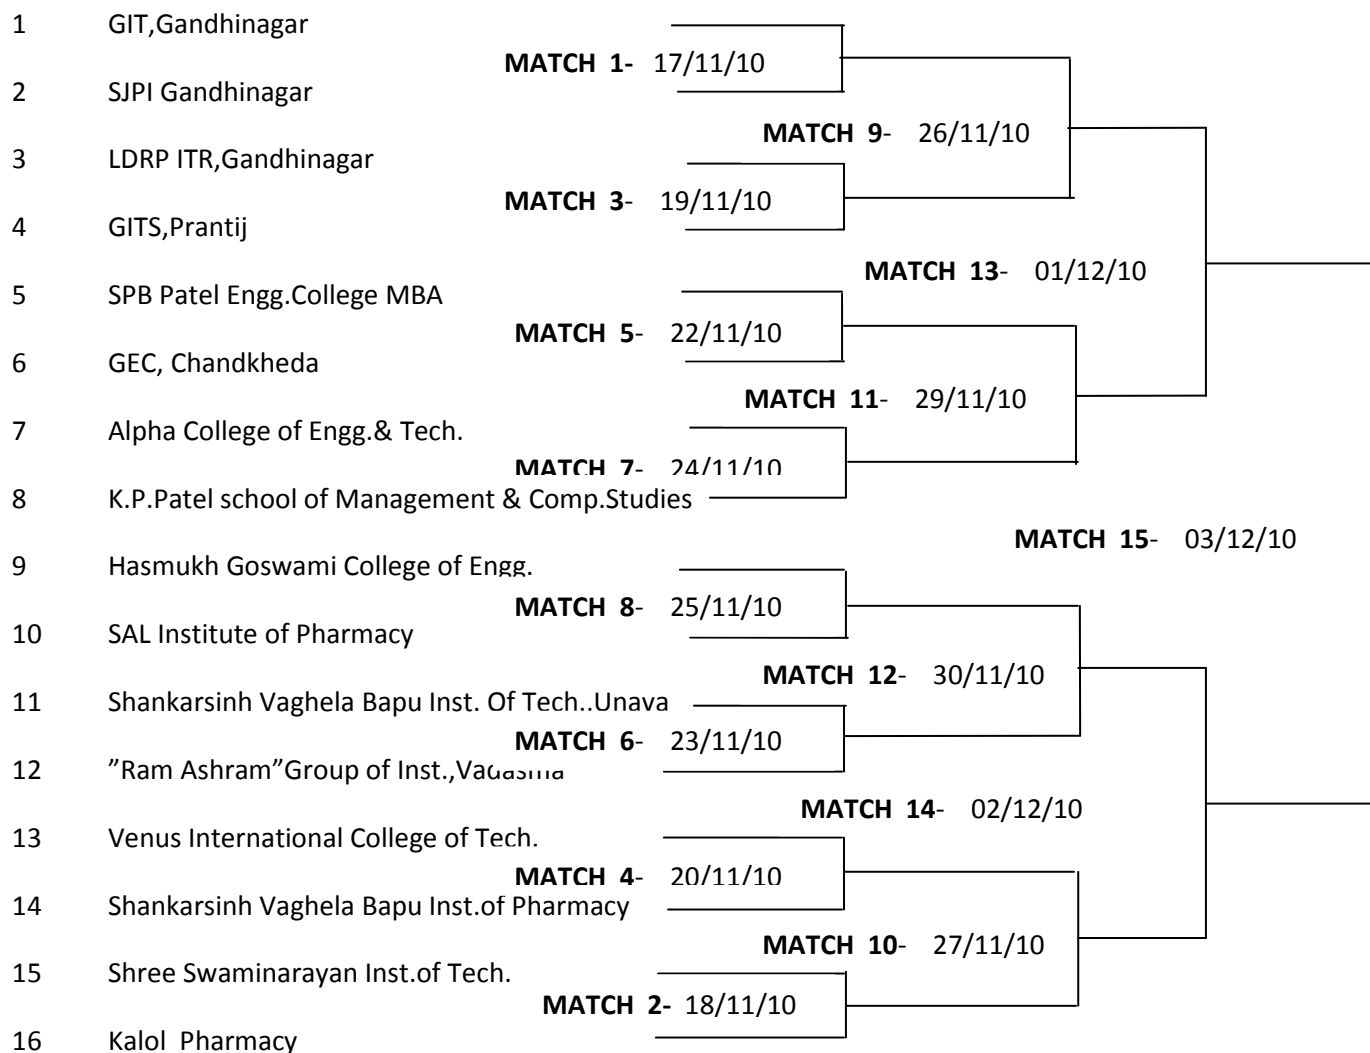 1 GIT,Gandhinagar
MATCH 1- 17/11/10
2 SJPI Gandhinagar
MATCH 9- 26/11/10
3 LDRP ITR,Gandhinagar
MATCH 3- 19/11/10
4 GITS,Prantij
MATCH 13- 01/12/10
5 SPB Patel Engg.College MBA
MATCH 5- 22/11/10
6 GEC, Chandkheda
MATCH 11- 29/11/10
7 Alpha College of Engg.& Tech.
MATCH 7- 24/11/10
8 K.P.Patel school of Management & Comp.Studies
MATCH 15- 03/12/10
9 Hasmukh Goswami College of Engg.
MATCH 8- 25/11/10
10 SAL Institute of Pharmacy
MATCH 12- 30/11/10
11 Shankarsinh Vaghela Bapu Inst. Of Tech..Unava
MATCH 6- 23/11/10
12 ”Ram Ashram”Group of Inst.,Vadasma
MATCH 14- 02/12/10
13 Venus International College of Tech.
MATCH 4- 20/11/10
14 Shankarsinh Vaghela Bapu Inst.of Pharmacy
MATCH 10- 27/11/10
15 Shree Swaminarayan Inst.of Tech.
MATCH 2- 18/11/10
16 Kalol Pharmacy